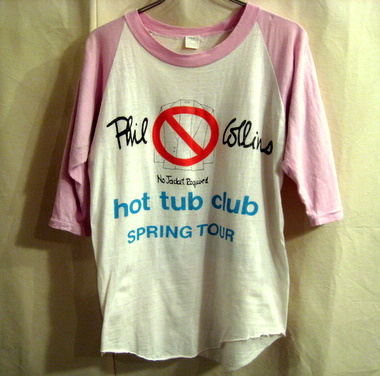 Phil Collins
No Jacket Required
hot tub club
SPRING TOUR